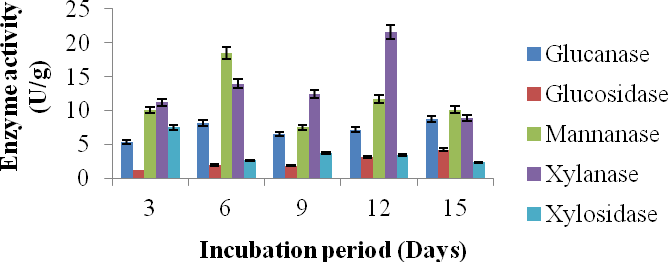 Enzyme activity
(U/g)
25
20
15
10
5
0
3 6 9 12 15
Incubation period (Days)
Glucanase
Glucosidase
Mannanase
Xylanase
Xylosidase